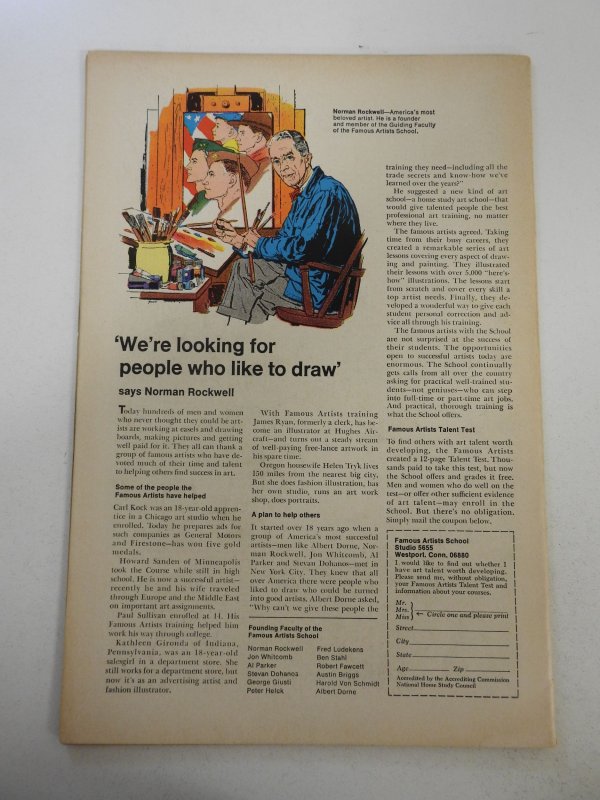 Norman Rockwell—America's most
beloved artist. He is a founder
and member of the Guiding Faculty
of the Famous Artists School.
'We're looking for
people who like to draw'
says Norman Rockwell
Today hundreds of men and women
who never thought they could be art-
ists are working at easels and drawing
boards, making pictures and getting
well paid for it. They all can thank a
group of famous artists who have de-
voted much of their time and talent
to helping others find success in art.
Some of the people the
Famous Artists have helped
Carl Kock was an 18-year-old appren-
tice in a Chicago art studio when he
enrolled. Today he prepares ads for
such companies as General Motors
and Firestone—has won five gold
medals.
Howard Sanden of Minneapolis
took the Course while still in high
school. He is now a successful artist—
recently he and his wife traveled
through Europe and the Middle East
on important art assignments.
Paul Sullivan enrolled at 14. His
Famous Artists training helped him
work his way through college.
Kathleen Gironda of Indiana,
Pennsylvania, was an 18-year-old
salesgirl in a department store. She
still works for a department store, but
now it's as an advertising artist and
fashion illustrator.
With Famous Artists training
James Ryan, formerly a clerk, has be-
come an illustrator at Hughes Air-
craft—and turns out a steady stream
of well-paying free-lance artwork in
his spare time.
Oregon housewife Helen Tryk lives
150 miles from the nearest big city.
But she does fashion illustration, has
her own studio, runs an art work
shop, does portraits.
A plan to help others
It started over 18 years ago when a
group of America's most successful
artists—men like Albert Dorne, Nor-
man Rockwell, Jon Whitcomb, Al
Parker and Stevan Dohanos—met in
New York City. They knew that all
over America there were people who
liked to draw who could be turned
into good artists. Albert Dorne asked,
"Why can't we give these people the
Founding Faculty of the
Famous Artists School
Norman Rockwell
Jon Whitcomb
Al Parker
Stevan Dohanos
George Giusti
Peter Helck
Fred Ludekens
Ben Stahl
Robert Fawcett
Austin Briggs
Harold Von Schmidt
Albert Dorne
training they need—including all the
trade secrets and know-how we've
learned over the years?"
He suggested a new kind of art
school—a home study art school—that
would give talented people the best
professional art training, no matter
where they live.
The famous artists agreed. Taking
time from their busy careers, they
created a remarkable series of art
lessons covering every aspect of draw-
ing and painting. They illustrated
their lessons with over 5,000 "here's-
how" illustrations. The lessons start
from scratch and cover every skill a
top artist needs. Finally, they de-
veloped a wonderful way to give each
student personal correction and ad-
vice all through his training.
The famous artists with the School
are not surprised at the success of
their students. The opportunities
open to successful artists today are
enormous. The School continually
gets calls from all over the country
asking for practical well-trained stu-
dents—not geniuses—who can step
into full-time or part-time art jobs.
And practical, thorough training is
what the School offers.
Famous Artists Talent Test
To find others with art talent worth
developing, the Famous Artists
created a 12-page Talent Test. Thou-
sands paid to take this test, but now
the School offers and grades it free.
Men and women who do well on the
test—or offer other sufficient evidence
of art talent—may enroll in the
School. But there's no obligation.
Simply mail the coupon below.
Famous Artists School
Studio 5655
Westport, Conn. 06880
I would like to find out whether I
have art talent worth developing.
Please send me, without obligation,
your Famous Artists Talent Test and
information about your courses.
Mr.
Mrs. ← Circle one and please print
Miss
Street
City
State
Age Zip
Accredited by the Accrediting Commission
National Home Study Council